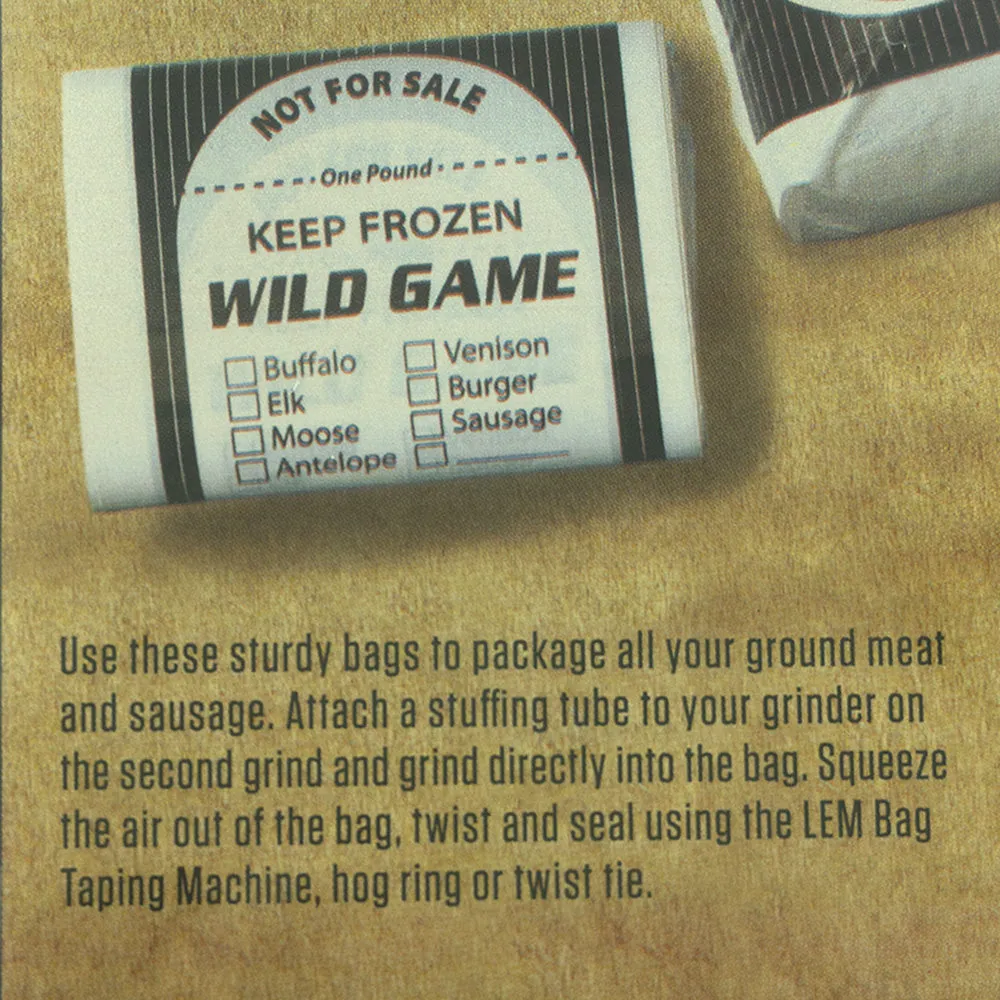 NOT FOR SALE
One Pound
KEEP FROZEN
WILD GAME
Buffalo
Elk
Moose
Antelope
Venison
Burger
Sausage
Use these sturdy bags to package all your ground meat
and sausage. Attach a stuffing tube to your grinder on
the second grind and grind directly into the bag. Squeeze
the air out of the bag, twist and seal using the LEM Bag
Taping Machine, hog ring or twist tie.